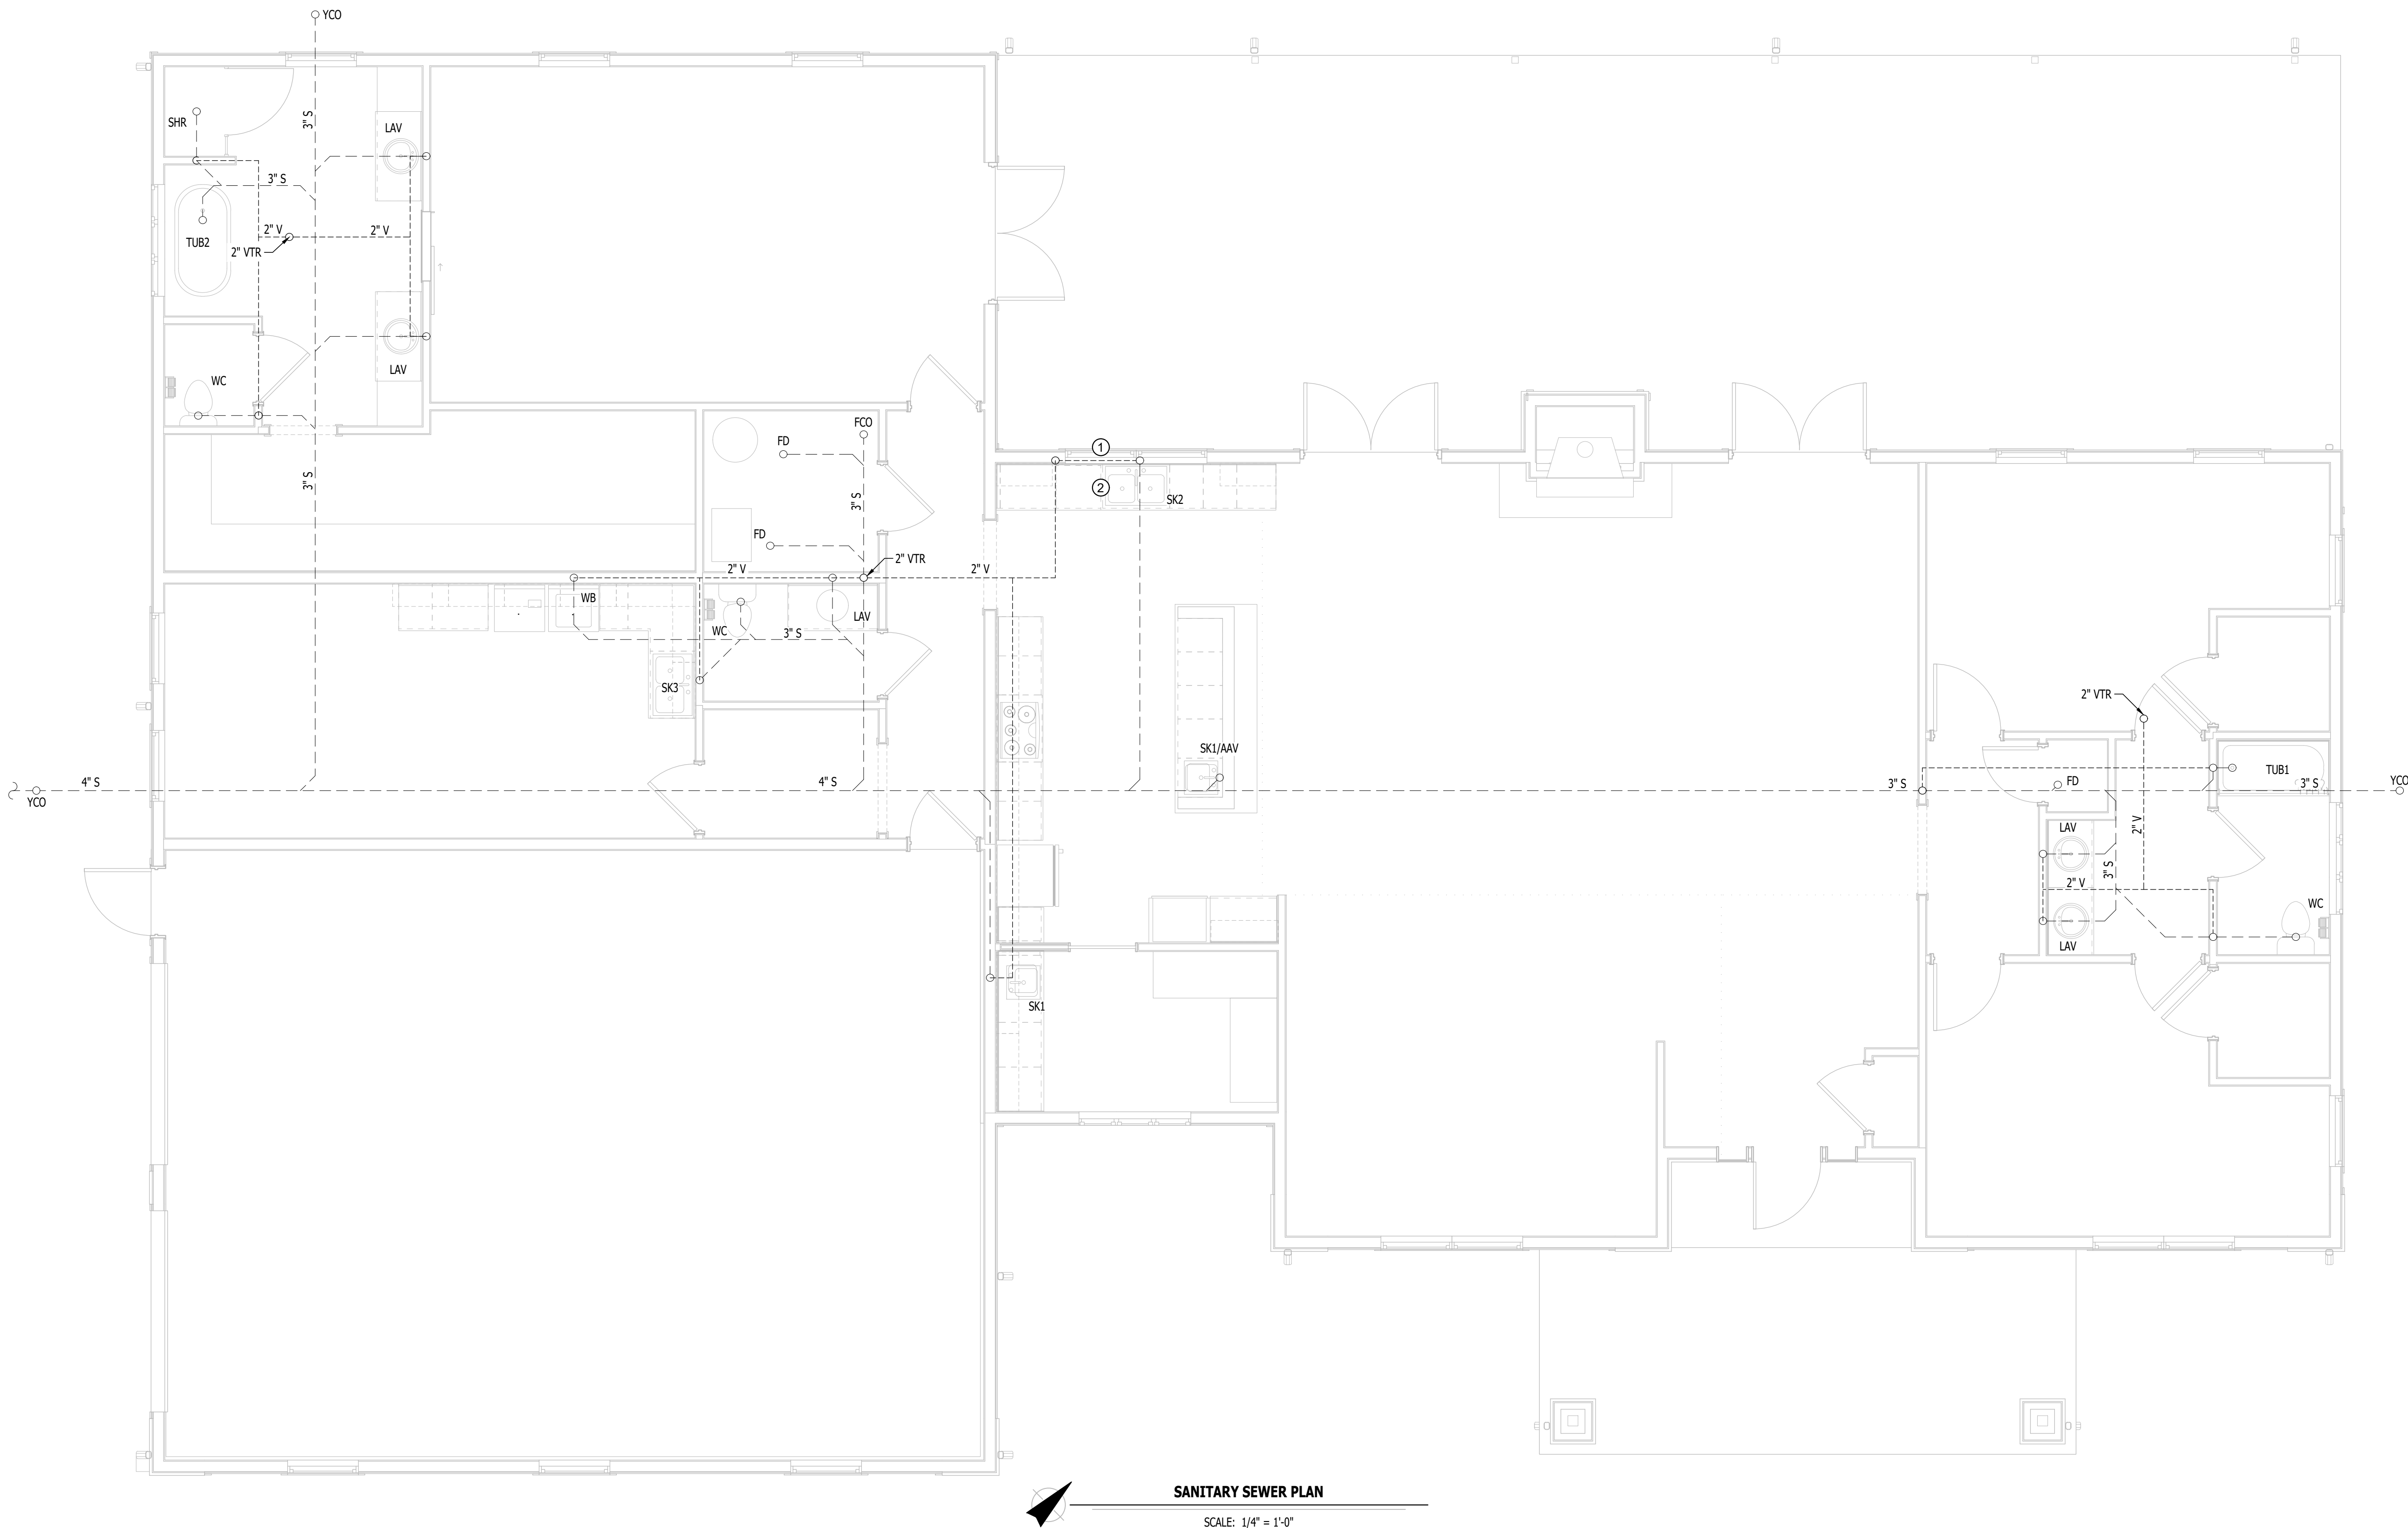 YCO
3" S
SHR
LAV
3" S
TUB2
2" V
2" V
2" VTR
LAV
WC
FCO
FD
3" S
3" S
FD
2" VTR
2" V
2" V
WB
LAV
WC
3" S
SK3
1
2
SK2
SK1/AAV
4" S
YCO
4" S
SK1
2" VTR
3" S
FD
TUB1
3" S
YCO
LAV
2" V
3" S
2" V
WC
LAV
SANITARY SEWER PLAN
SCALE: 1/4" = 1'-0"